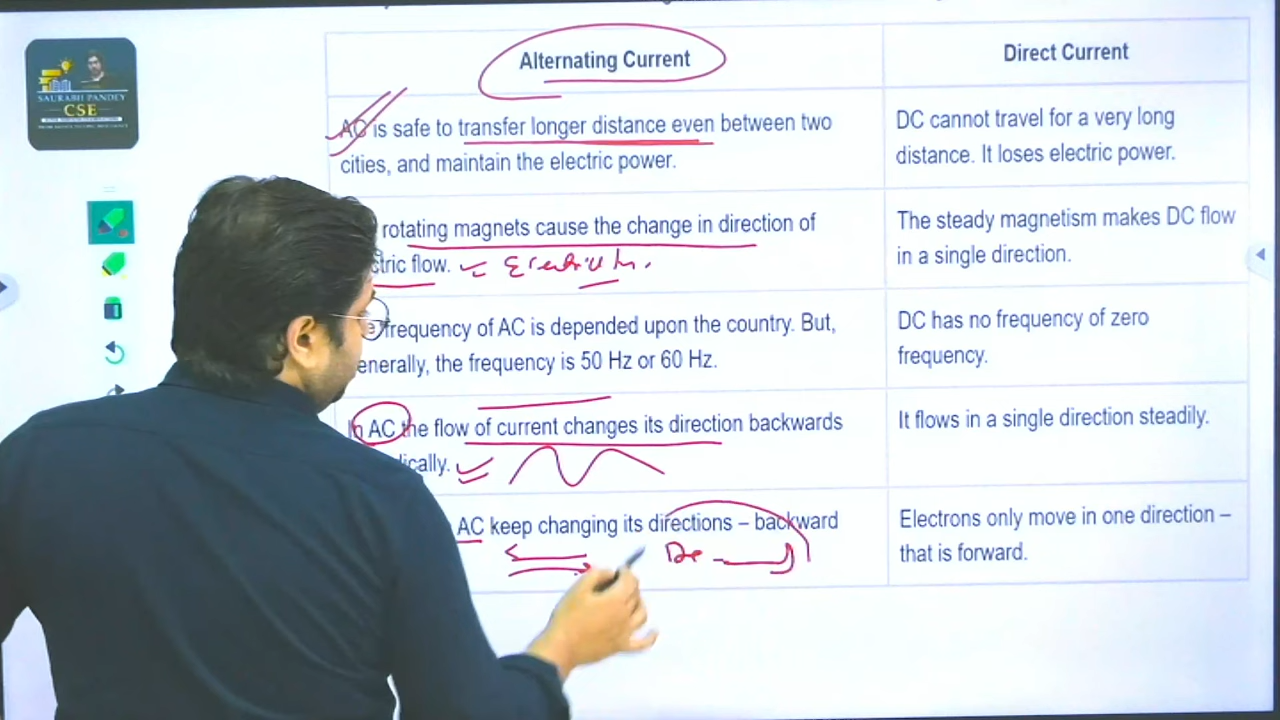 SAURABH PANDEY
CSE
Alternating Current
Direct Current
AC is safe to transfer longer distance even between two
cities, and maintain the electric power.
DC cannot travel for a very long
distance. It loses electric power.
rotating magnets cause the change in direction of
ctric flow.
The steady magnetism makes DC flow
in a single direction.
e frequency of AC is depended upon the country. But,
enerally, the frequency is 50 Hz or 60 Hz.
DC has no frequency of zero
frequency.
In AC the flow of current changes its direction backwards
ically.
It flows in a single direction steadily.
AC keep changing its directions – backward
Electrons only move in one direction –
that is forward.